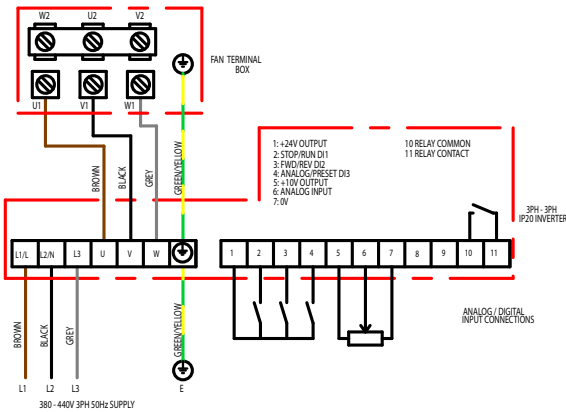 W2 U2 V2
FAN TERMINAL
BOX
U1 V1 W1
BROWN
BLACK
GREY
GREEN/YELLOW
1: +24V OUTPUT
2: STOP/RUN DI1
3: FWD/REV DI2
4: ANALOG/PRESET DI3
5: +10V OUTPUT
6: ANALOG INPUT
7: 0V
10 RELAY COMMON
11 RELAY CONTACT
3PH - 3PH
IP20 INVERTER
L1/L L2/N L3 U V W
1 2 3 4 5 6 7 8 9 10 11
BROWN
BLACK
GREY
GREEN/YELLOW
ANALOG / DIGITAL
INPUT CONNECTIONS
L1 L2 L3
E
380 - 440V 3PH 50Hz SUPPLY